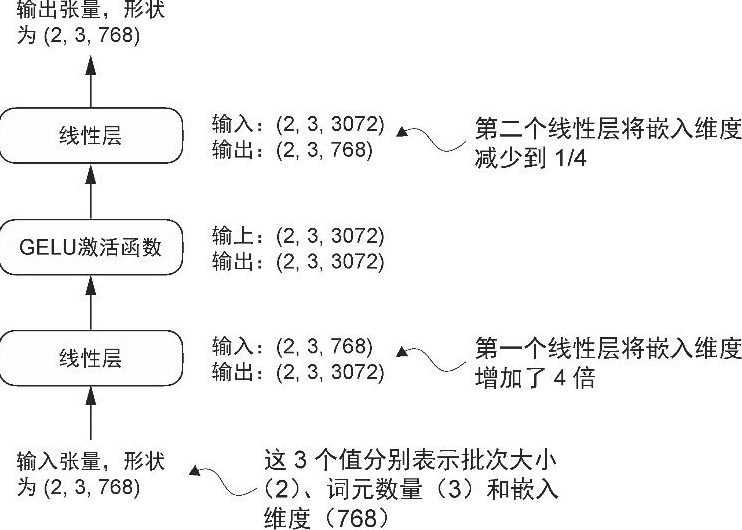 输出张量，形状
为 (2, 3, 768)
线性层
输入：(2, 3, 3072)
输出：(2, 3, 768)
第二个线性层将嵌入维度
减少到 1/4
GELU激活函数
输上：(2, 3, 3072)
输出：(2, 3, 3072)
线性层
输入：(2, 3, 768)
输出：(2, 3, 3072)
第一个线性层将嵌入维度
增加了 4 倍
输入张量，形状
为 (2, 3, 768)
这 3 个值分别表示批次大小
（2）、词元数量（3）和嵌入
维度（768）